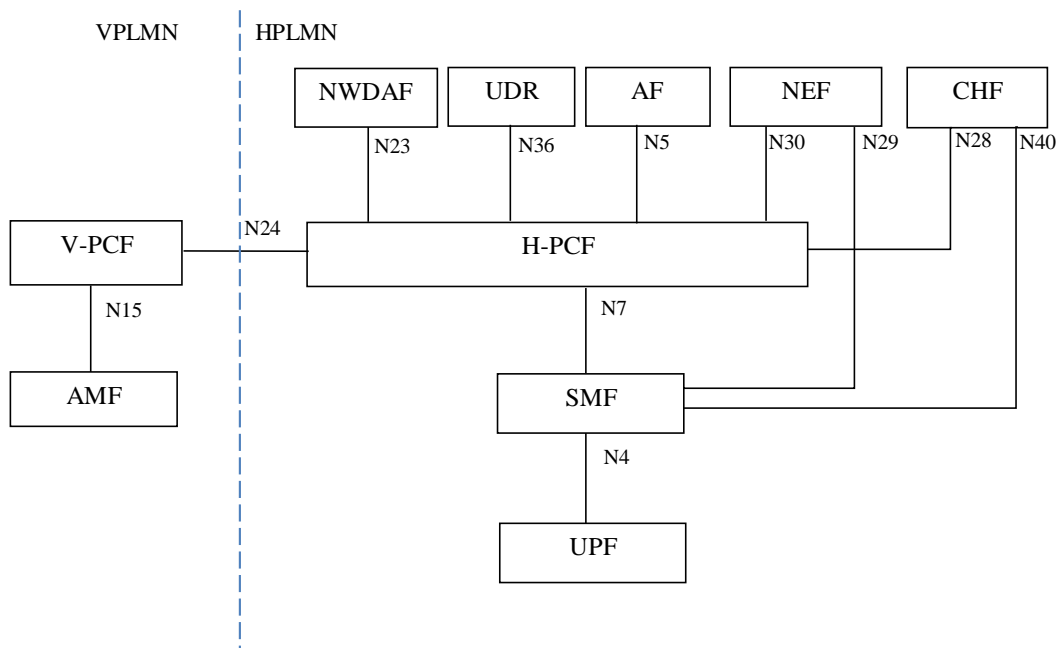 VPLMN HPLMN
NWDAF UDR AF NEF CHF
N23 N36 N5 N30 N29 N28 N40
N24
V-PCF H-PCF
N15 N7
AMF SMF
N4
UPF